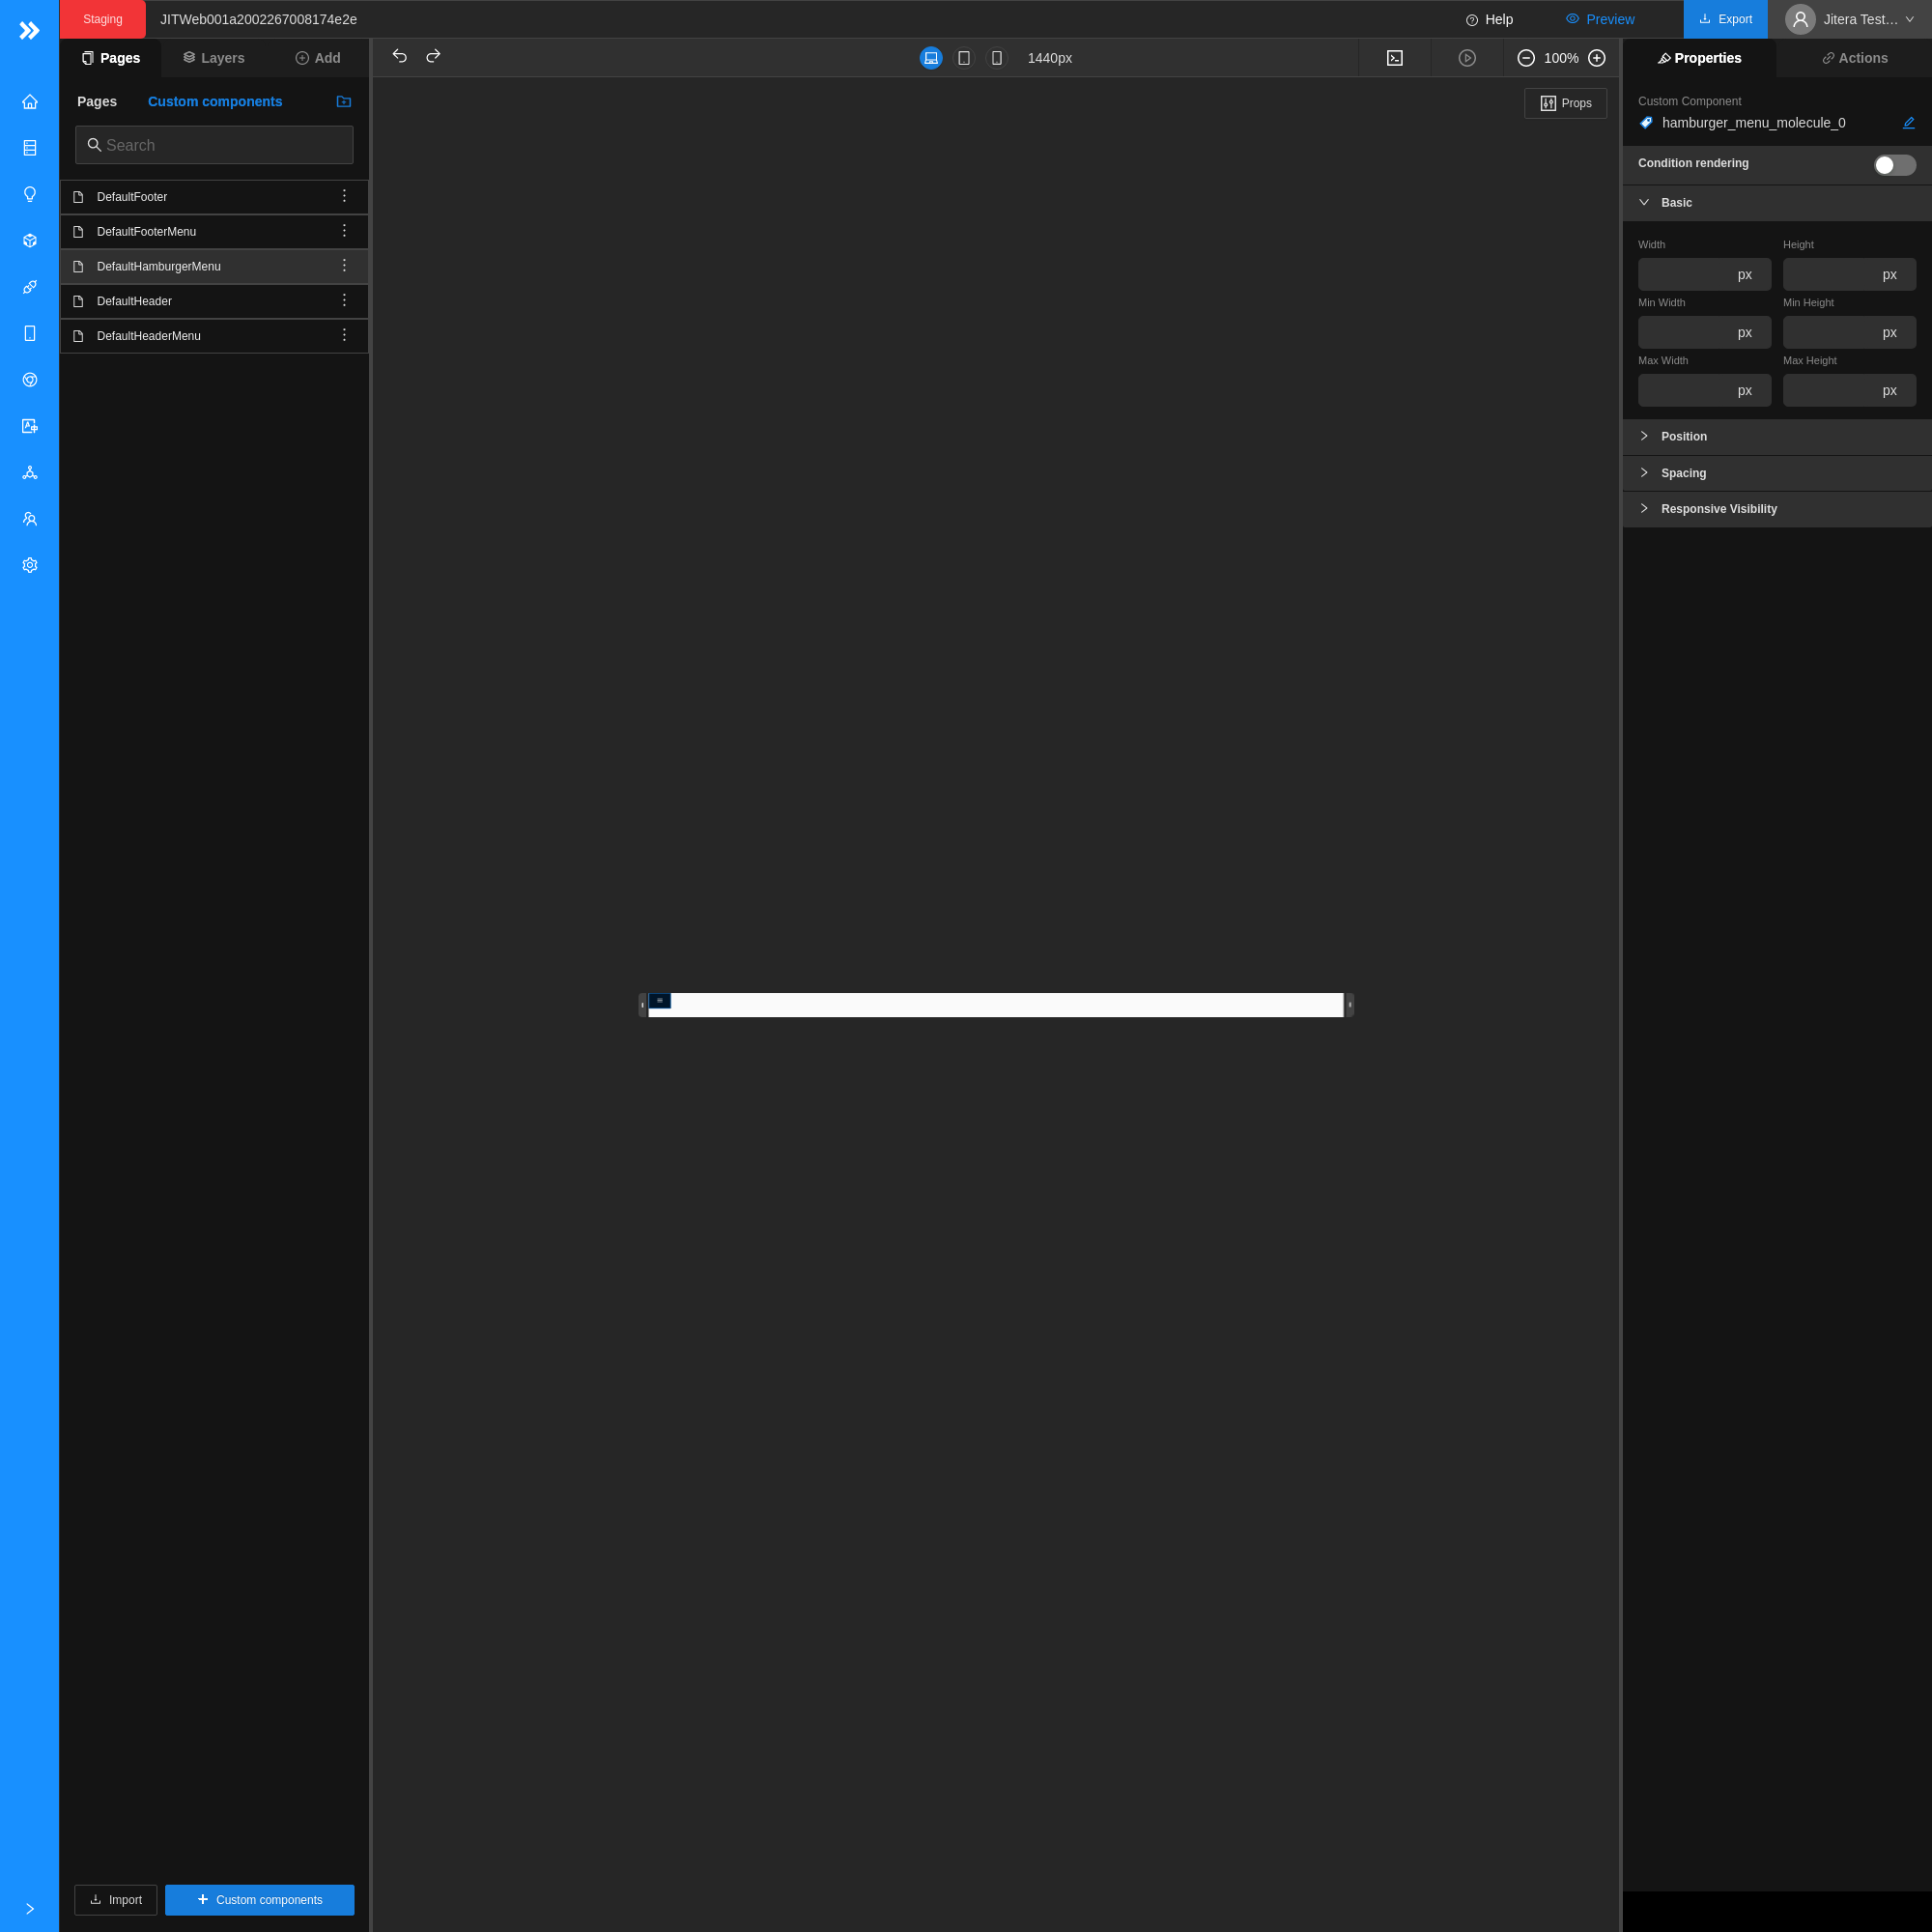 Staging
JITWeb001a2002267008174e2e
Help
Preview
Export
Jitera Test…
Pages
Layers
Add
1440px
100%
Properties
Actions
Pages
Custom components
Search
DefaultFooter
DefaultFooterMenu
DefaultHamburgerMenu
DefaultHeader
DefaultHeaderMenu
Props
Custom Component
hamburger_menu_molecule_0
Condition rendering
Basic
Width
Height
px
px
Min Width
Min Height
px
px
Max Width
Max Height
px
px
Position
Spacing
Responsive Visibility
Import
Custom components